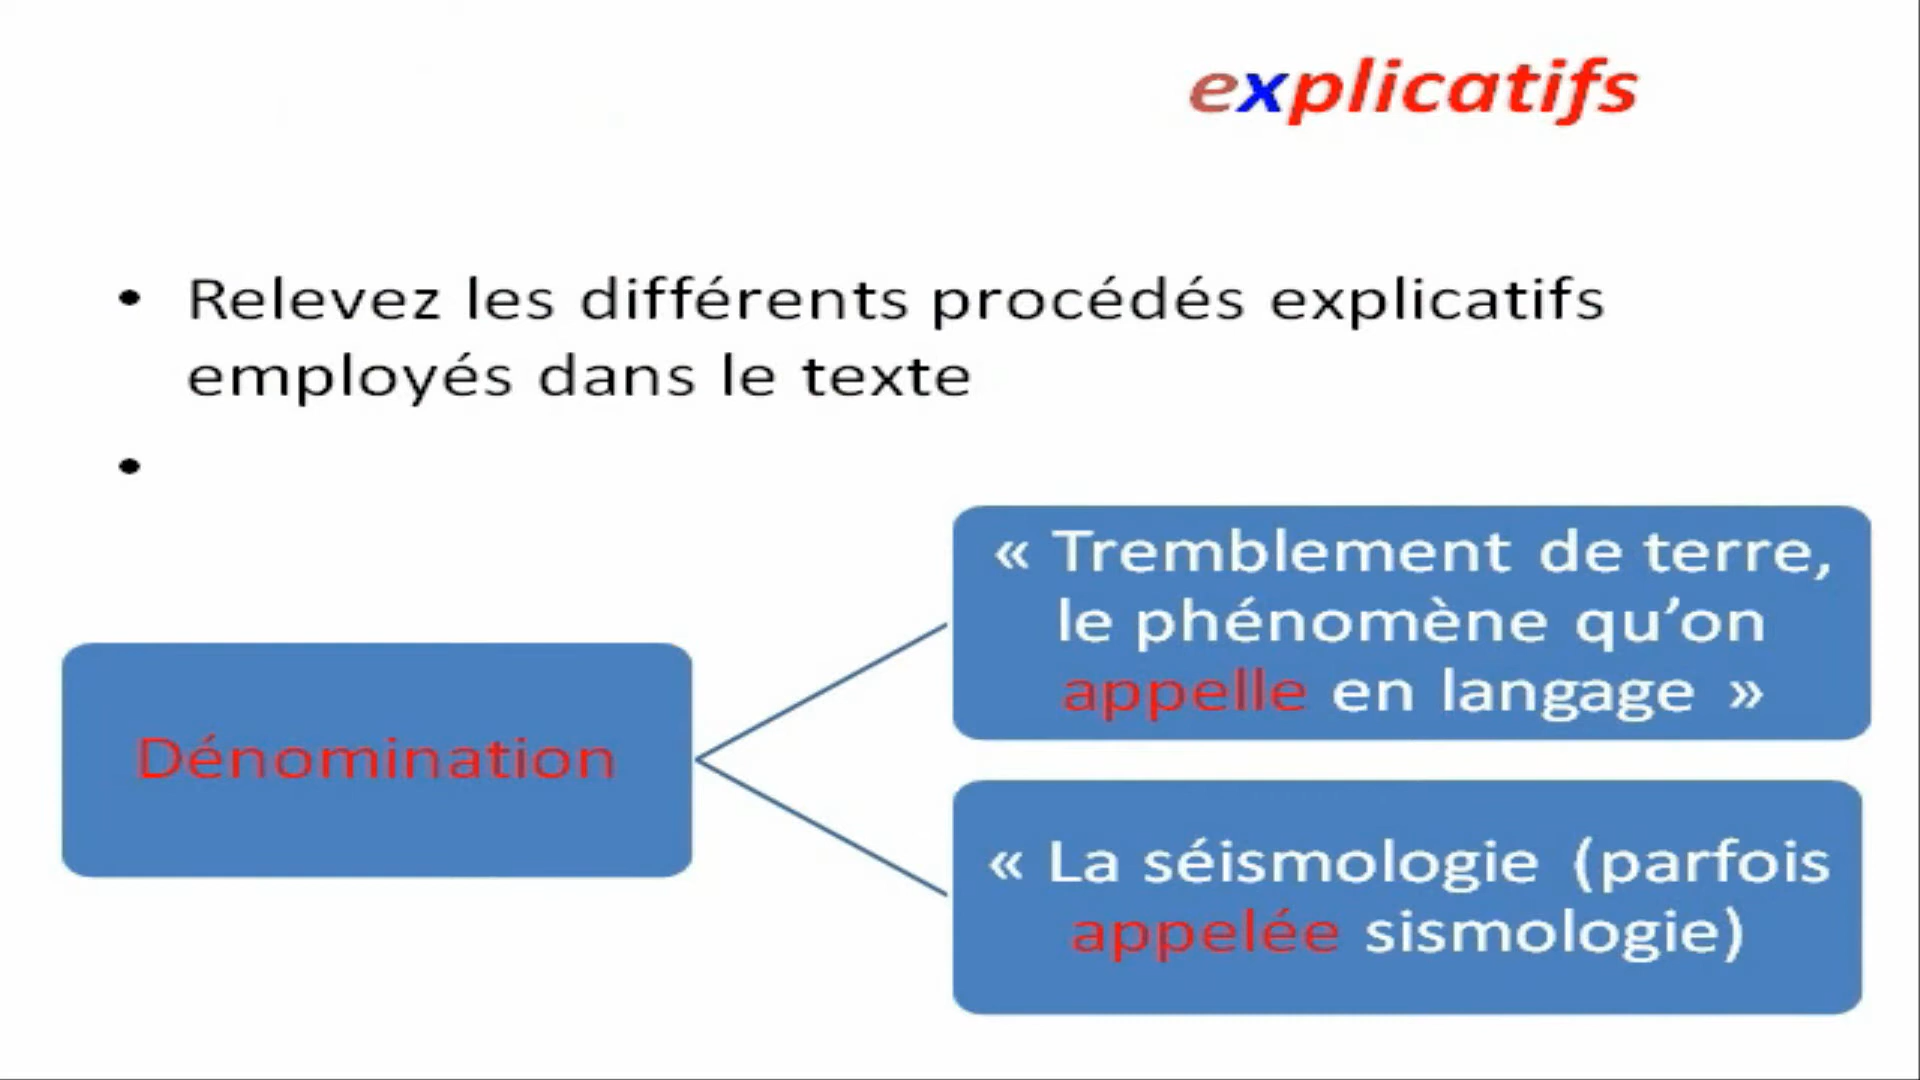 explicatifs
• Relevez les différents procédés explicatifs
employés dans le texte
•
Dénomination
« Tremblement de terre,
le phénomène qu’on
appelle en langage »
« La séismologie (parfois
appelée sismologie)